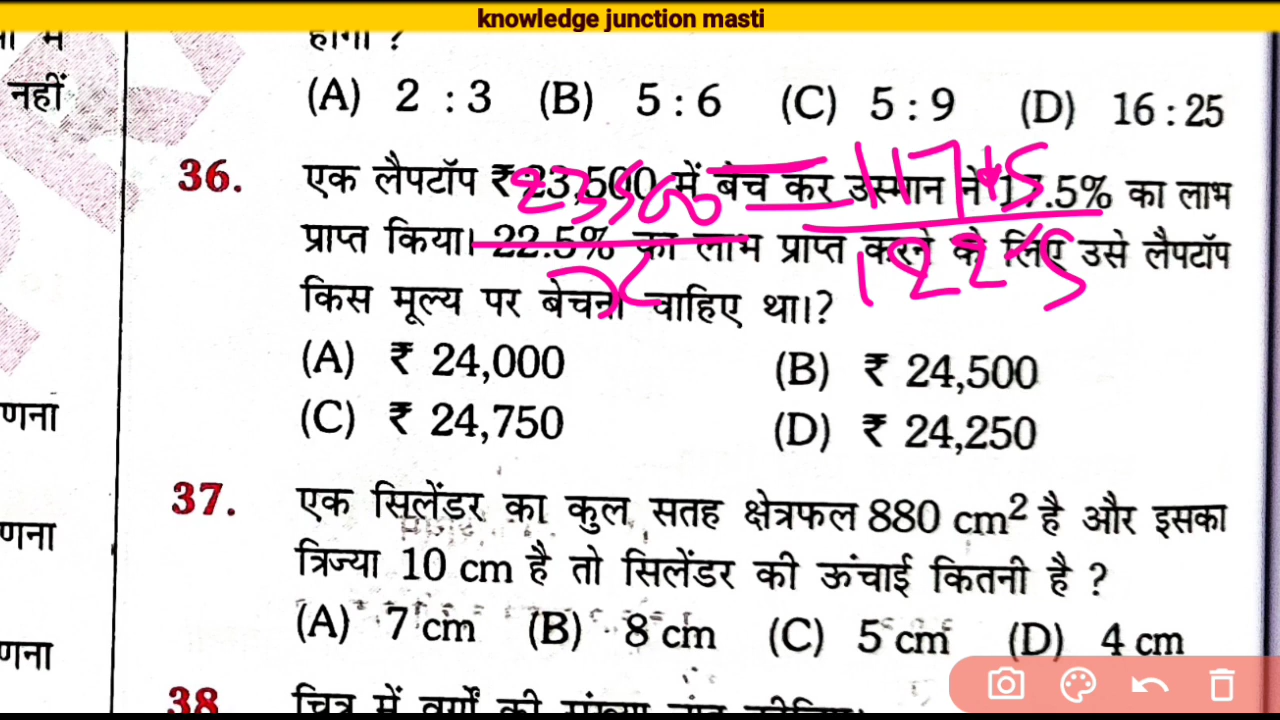 knowledge junction masti
होगा ?
नहीं
(A) 2 : 3 (B) 5 : 6 (C) 5 : 9 (D) 16 : 25
36. एक लैपटॉप ₹ 23,500 में बेच कर उस्मान ने 17.5% का लाभ
23500 = 117.5
प्राप्त किया। 22.5% का लाभ प्राप्त करने के लिए उसे लैपटॉप
x 122.5
किस मूल्य पर बेचना चाहिए था।?
(A) ₹ 24,000 (B) ₹ 24,500
(C) ₹ 24,750 (D) ₹ 24,250
णना
37. एक सिलेंडर का कुल सतह क्षेत्रफल 880 cm² है और इसका
णना
त्रिज्या 10 cm है तो सिलेंडर की ऊंचाई कितनी है ?
(A) 7 cm (B) 8 cm (C) 5 cm (D) 4 cm
णना
38 चित्र में वर्गों की संख्या